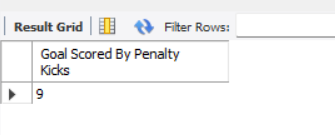 Result Grid Filter Rows:
Goal Scored By Penalty
Kicks
9